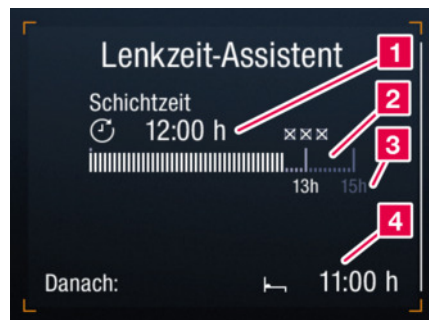 Lenkzeit-Assistent
1
Schichtzeit
12:00 h
2
3
13h 15h
4
Danach: 11:00 h